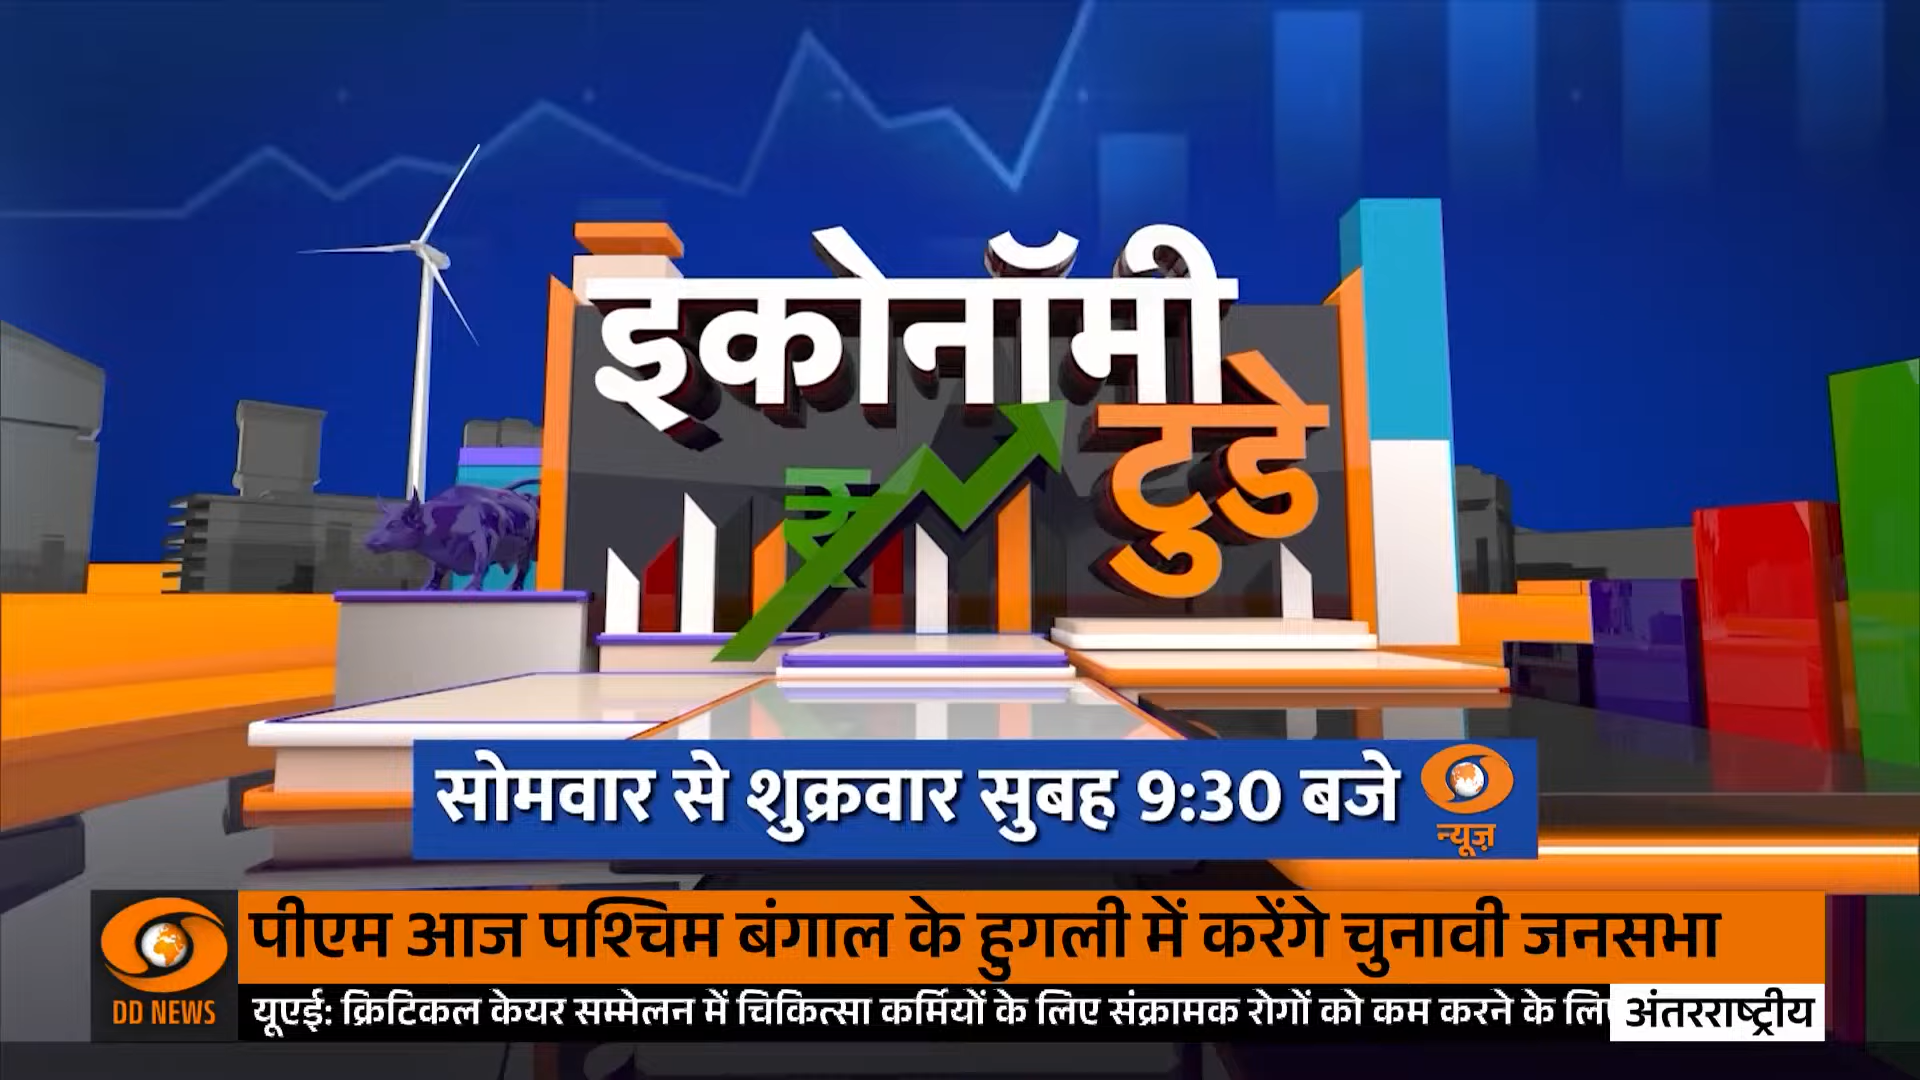 इकोनॉमी
टुडे
सोमवार से शुक्रवार सुबह 9:30 बजे
न्यूज़
पीएम आज पश्चिम बंगाल के हुगली में करेंगे चुनावी जनसभा
DD NEWS
यूएई: क्रिटिकल केयर सम्मेलन में चिकित्सा कर्मियों के लिए संक्रामक रोगों को कम करने के
अंतरराष्ट्रीय